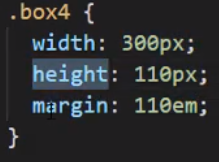 .box4 {
width: 300px;
height: 110px;
margin: 110em;
}